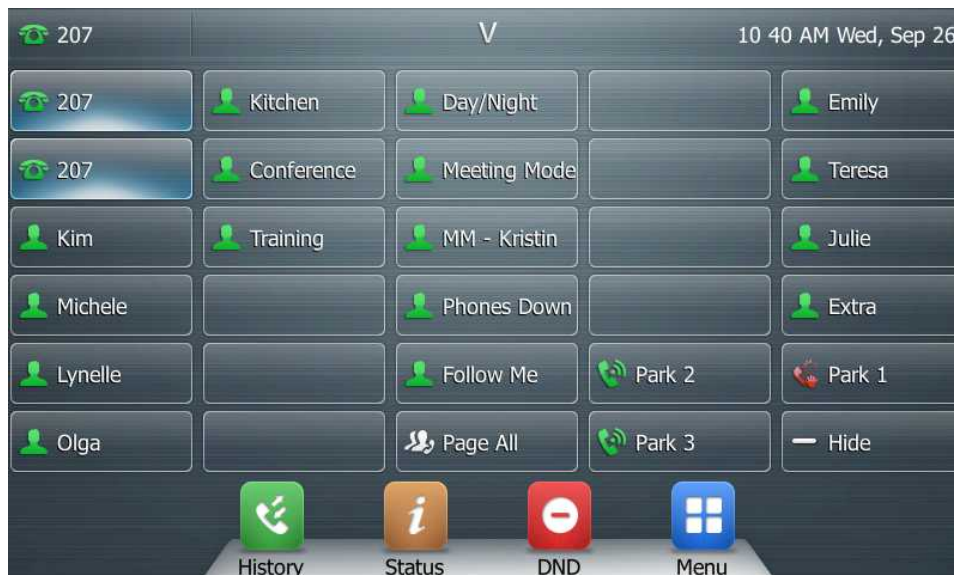 207 V 10 40 AM Wed, Sep 26
207 Kitchen Day/Night Emily
207 Conference Meeting Mode Teresa
Kim Training MM - Kristin Julie
Michele Phones Down Extra
Lynelle Follow Me Park 2 Park 1
Olga Page All Park 3 Hide
History Status DND Menu